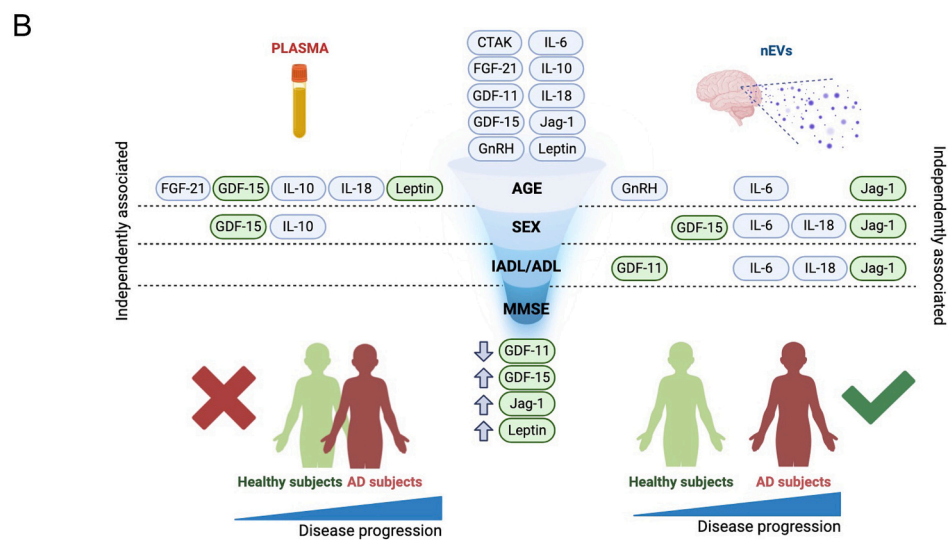 B
PLASMA
nEVs
CTAK IL-6
FGF-21 IL-10
GDF-11 IL-18
GDF-15 Jag-1
GnRH Leptin
Independently associated
FGF-21 GDF-15 IL-10 IL-18 Leptin AGE GnRH IL-6 Jag-1
GDF-15 IL-10 SEX GDF-15 IL-6 IL-18 Jag-1
IADL/ADL GDF-11 IL-6 IL-18 Jag-1
MMSE
Independently associated
GDF-11
GDF-15
Jag-1
Leptin
Healthy subjects AD subjects
Disease progression
Healthy subjects AD subjects
Disease progression